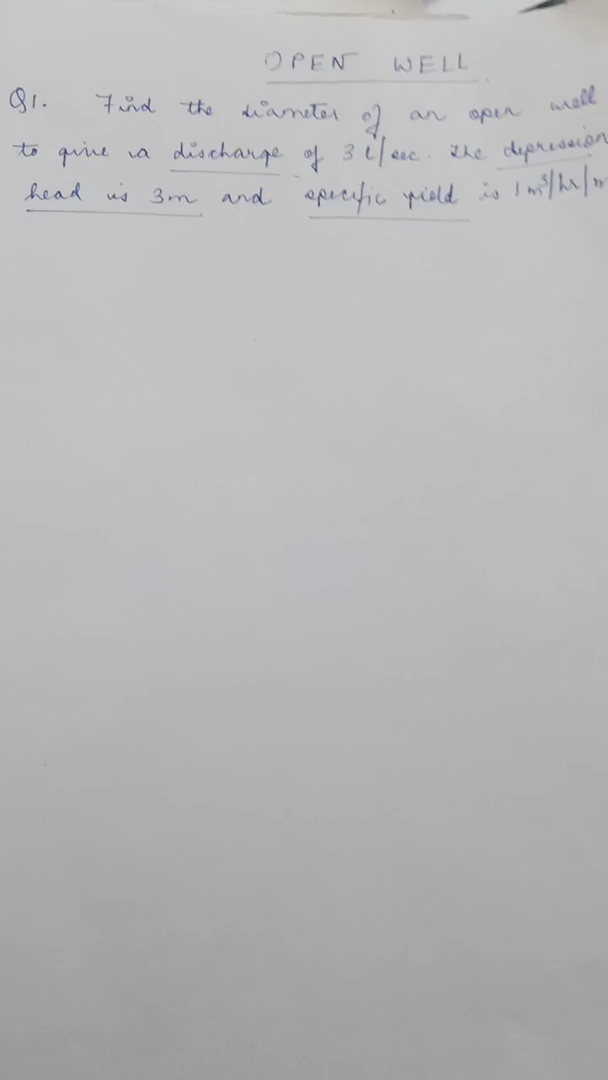 OPEN WELL
Q1. Find the diameter of an open well
to give a discharge of 3 l/sec. The depression
head is 3m and specific yield is 1 m³/hr/m